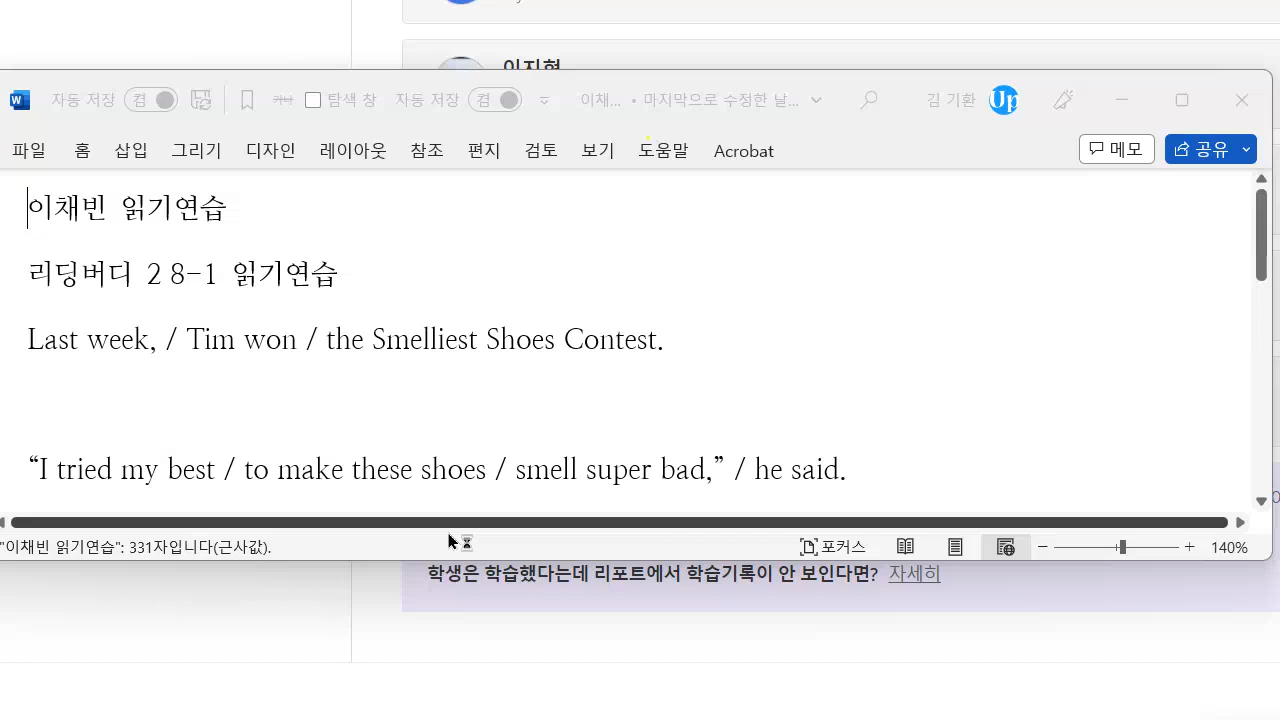 자동 저장 켬 가나 탐색 창 자동 저장 켬 이채... • 마지막으로 수정한 날... 김 기환 Up
파일 홈 삽입 그리기 디자인 레이아웃 참조 편지 검토 보기 도움말 Acrobat 메모 공유
이채빈 읽기연습
리딩버디 2 8-1 읽기연습
Last week, / Tim won / the Smelliest Shoes Contest.
“I tried my best / to make these shoes / smell super bad,” / he said.
"이채빈 읽기연습": 331자입니다(근사값). 포커스 140%
학생은 학습했다는데 리포트에서 학습기록이 안 보인다면? 자세히